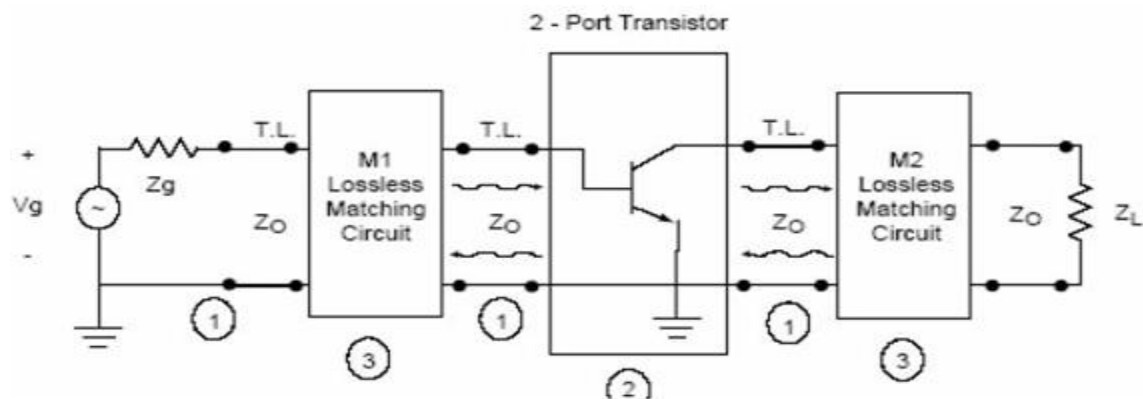 2 - Port Transistor
T.L.
M1
Lossless
Matching
Circuit
T.L.
T.L.
M2
Lossless
Matching
Circuit
+
Vg
-
~
Zg
ZO
ZO
ZO
ZO
ZL
1
1
1
3
2
3